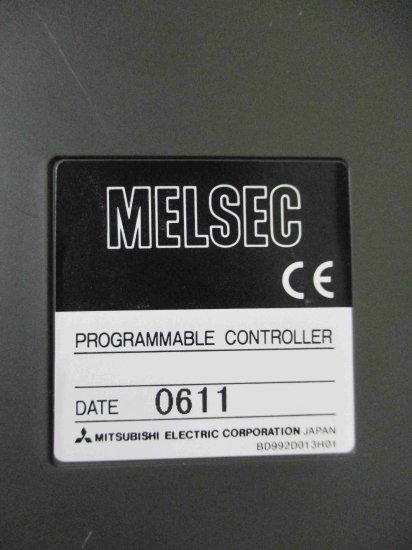 MELSEC
CE
PROGRAMMABLE CONTROLLER
DATE 0611
MITSUBISHI ELECTRIC CORPORATION JAPAN
BD992D013H01